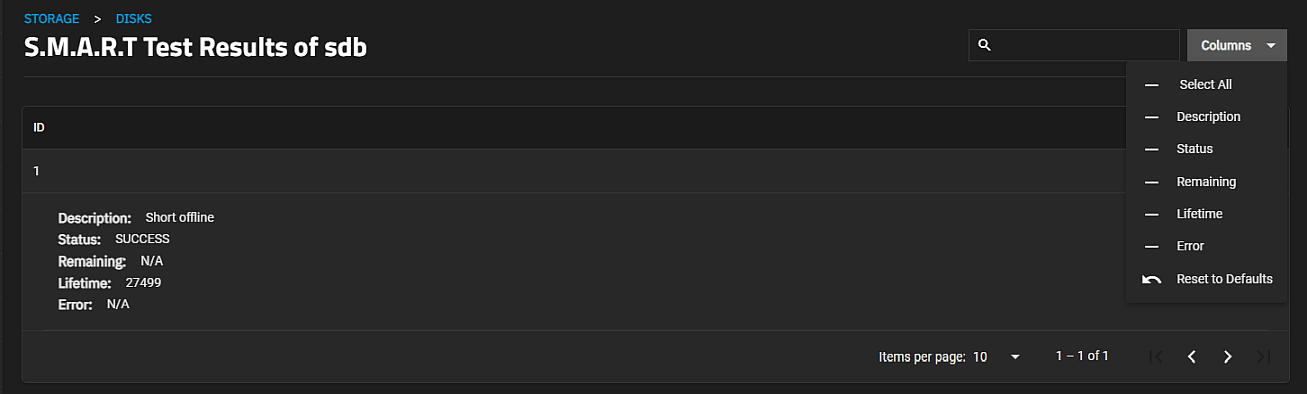 STORAGE > DISKS
S.M.A.R.T Test Results of sdb
Columns
Select All
Description
Status
Remaining
Lifetime
Error
Reset to Defaults
ID
1
Description: Short offline
Status: SUCCESS
Remaining: N/A
Lifetime: 27499
Error: N/A
Items per page: 10 1 – 1 of 1